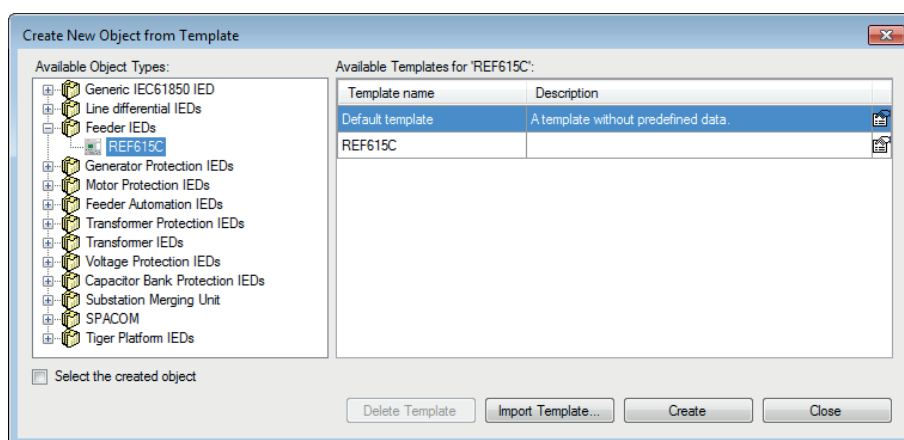 Create New Object from Template
Available Object Types:
Generic IEC61850 IED
Line differential IEDs
Feeder IEDs
REF615C
Generator Protection IEDs
Motor Protection IEDs
Feeder Automation IEDs
Transformer Protection IEDs
Transformer IEDs
Voltage Protection IEDs
Capacitor Bank Protection IEDs
Substation Merging Unit
SPACOM
Tiger Platform IEDs
Available Templates for 'REF615C':
Template name Description
Default template A template without predefined data.
REF615C
Select the created object
Delete Template Import Template... Create Close